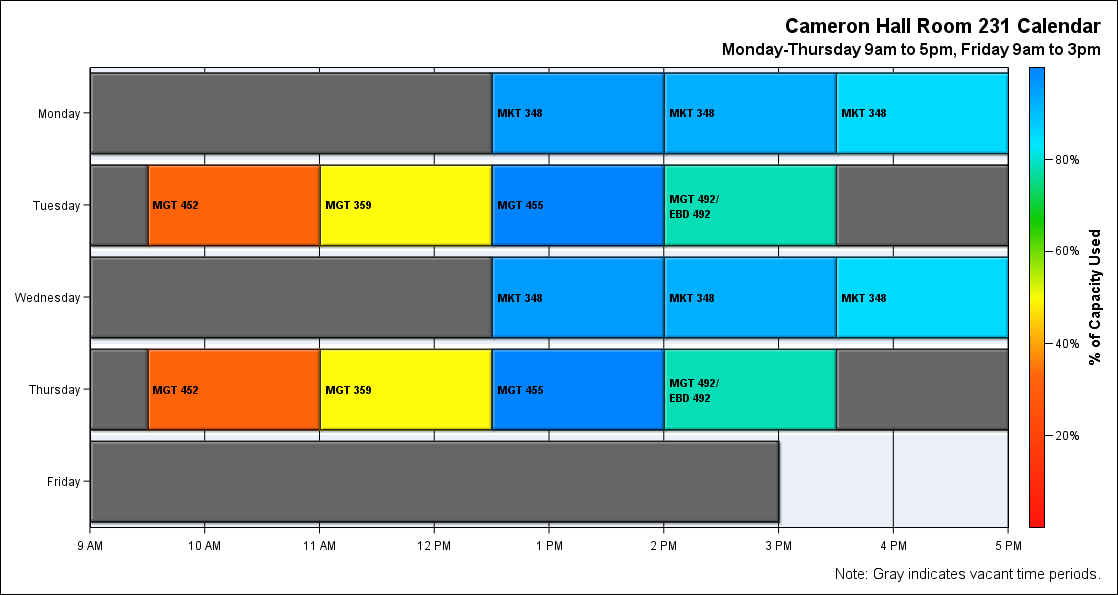 Cameron Hall Room 231 Calendar
Monday-Thursday 9am to 5pm, Friday 9am to 3pm
Monday
MKT 348
MKT 348
MKT 348
80%
Tuesday
MGT 452
MGT 359
MGT 455
MGT 492/
EBD 492
60%
% of Capacity Used
Wednesday
MKT 348
MKT 348
MKT 348
40%
Thursday
MGT 452
MGT 359
MGT 455
MGT 492/
EBD 492
20%
Friday
9 AM
10 AM
11 AM
12 PM
1 PM
2 PM
3 PM
4 PM
5 PM
Note: Gray indicates vacant time periods.